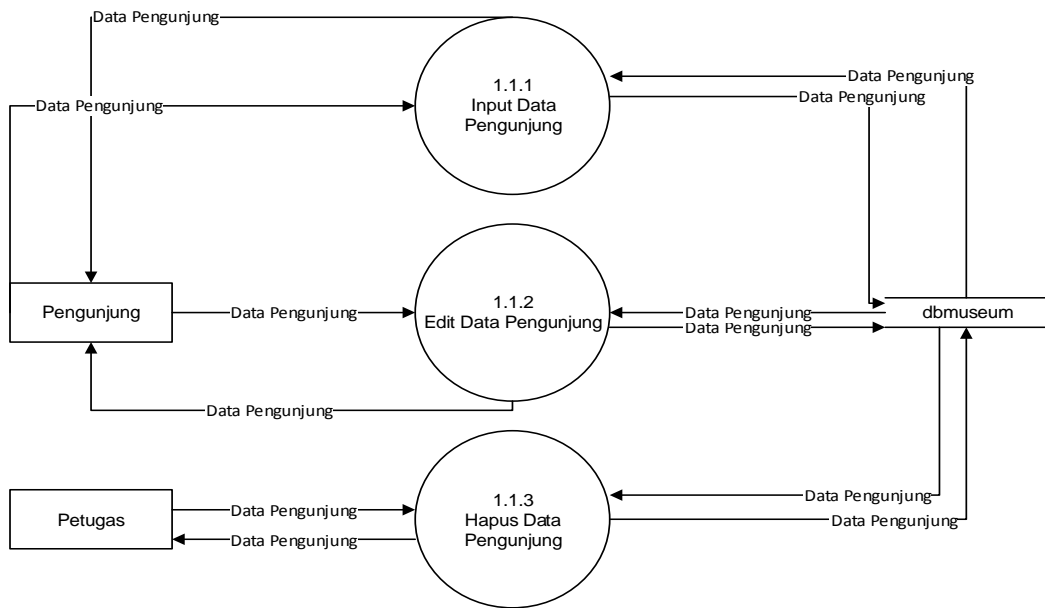 Data Pengunjung
1.1.1
Input Data
Pengunjung
Data Pengunjung
Data Pengunjung
Data Pengunjung
1.1.2
Edit Data Pengunjung
Pengunjung
Data Pengunjung
Data Pengunjung
Data Pengunjung
dbmuseum
Data Pengunjung
1.1.3
Hapus Data
Pengunjung
Petugas
Data Pengunjung
Data Pengunjung
Data Pengunjung
Data Pengunjung